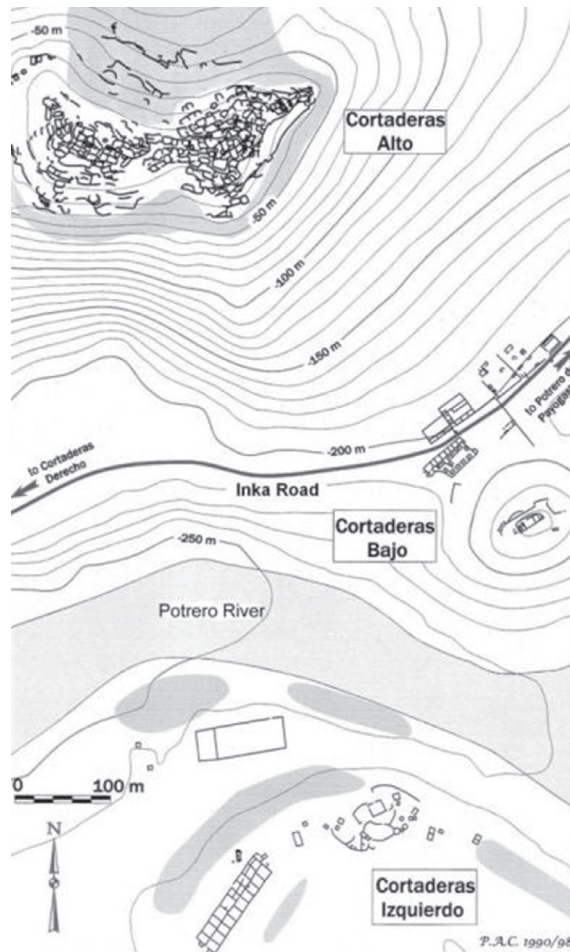 -50 m
Cortaderas
Alto
-50 m
-100 m
-150 m
to Potrero de
Payogasta
-200 m
to Cortaderas
Derecho
Inka Road
Cortaderas
Bajo
-250 m
Potrero River
0 100 m
N
Cortaderas
Izquierdo
P.A.C. 1990/98